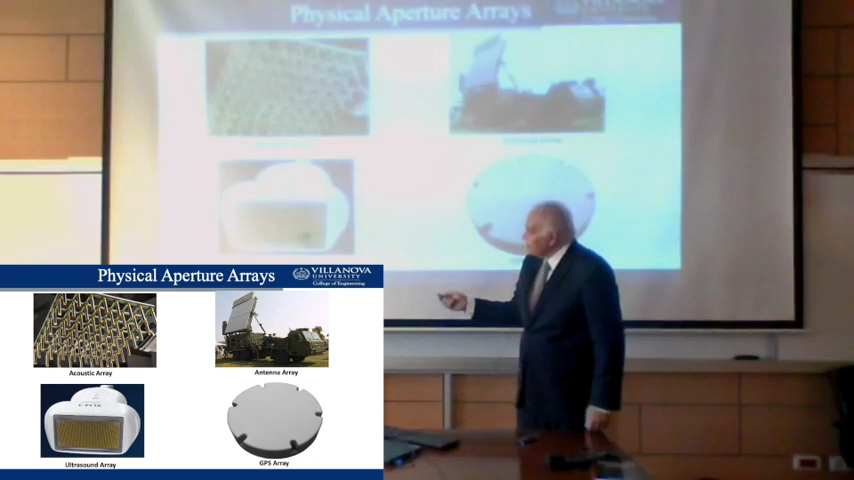 Physical Aperture Arrays
VILLANOVA
Physical Aperture Arrays
VILLANOVA
UNIVERSITY
College of Engineering
Acoustic Array
Antenna Array
Ultrasound Array
GPS Array